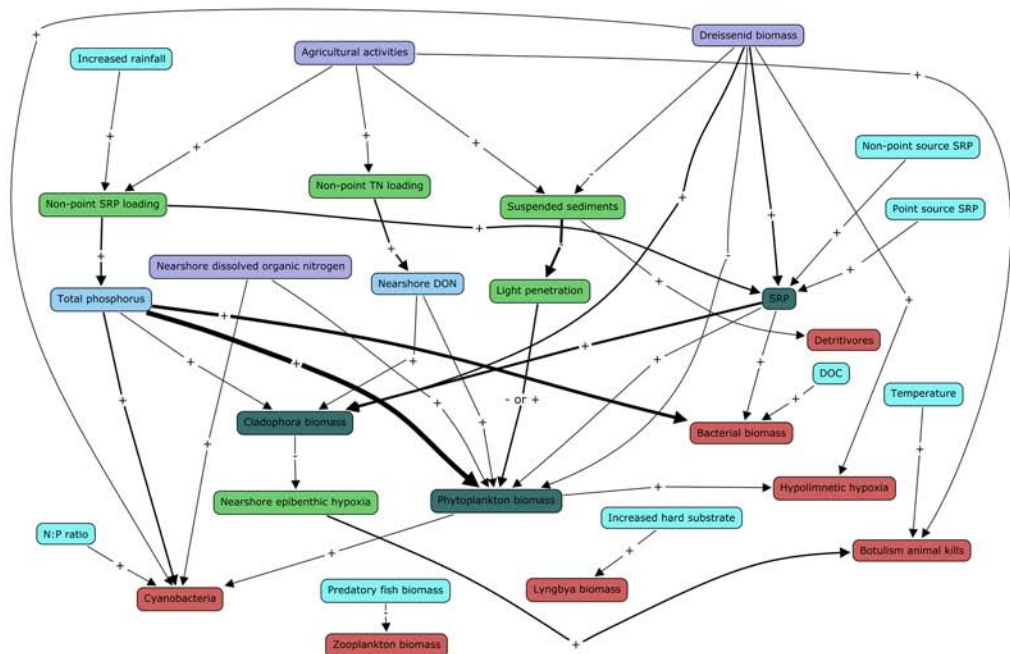 +
Dreissenid biomass
Agricultural activities
Increased rainfall
+
+
+
+
+
Non-point source SRP
-
Non-point TN loading
+
Non-point SRP loading
Suspended sediments
+
+
Point source SRP
+
+
+
-
-
+
Nearshore dissolved organic nitrogen
+
Nearshore DON
Light penetration
Total phosphorus
SRP
+
+
+
Detritivores
+
+
+
+
+
DOC
+
Temperature
- or +
+
+
+
+
Cladophora biomass
Bacterial biomass
+
+
-
Hypolimnetic hypoxia
+
Nearshore epibenthic hypoxia
Phytoplankton biomass
Increased hard substrate
N:P ratio
+
+
Botulism animal kills
+
Predatory fish biomass
Lyngbya biomass
Cyanobacteria
-
Zooplankton biomass
+